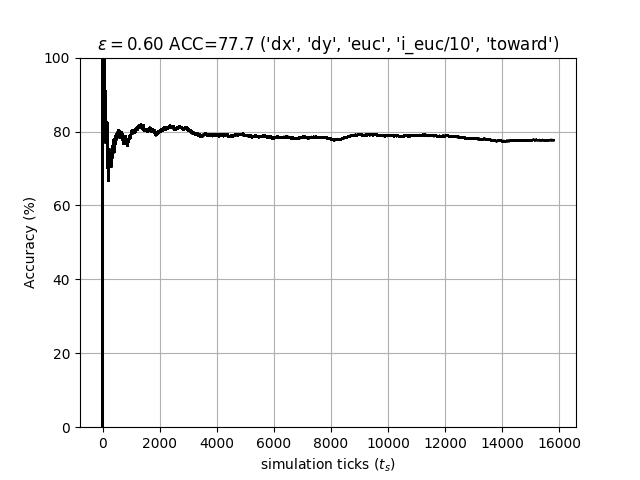 ε = 0.60 ACC=77.7 ('dx', 'dy', 'euc', 'i_euc/10', 'toward')
100
80
60
40
20
0
Accuracy (%)
0 2000 4000 6000 8000 10000 12000 14000 16000
simulation ticks (tₛ)